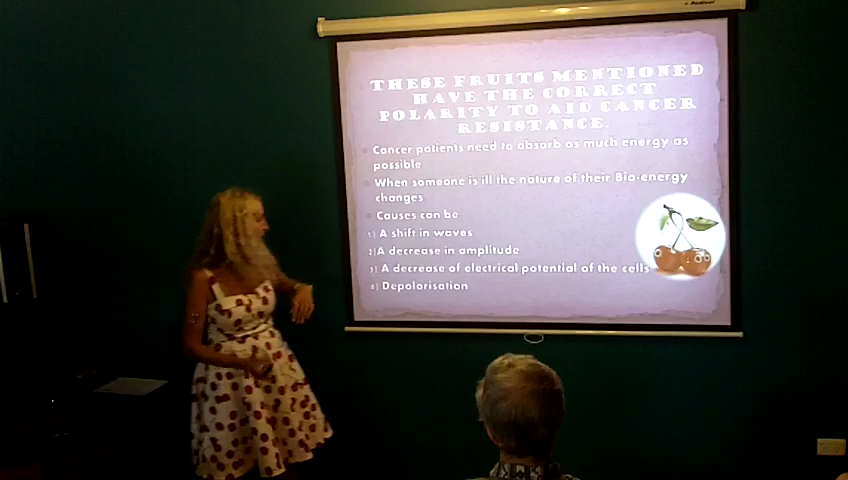 THESE FRUITS MENTIONED
HAVE THE CORRECT
POLARITY TO AID CANCER
RESISTANCE.
Cancer patients need to absorb as much energy as
possible
When someone is ill the nature of their Bio-energy
changes
Causes can be
1) A shift in waves
2) A decrease in amplitude
3) A decrease of electrical potential of the cells
4) Depolorisation